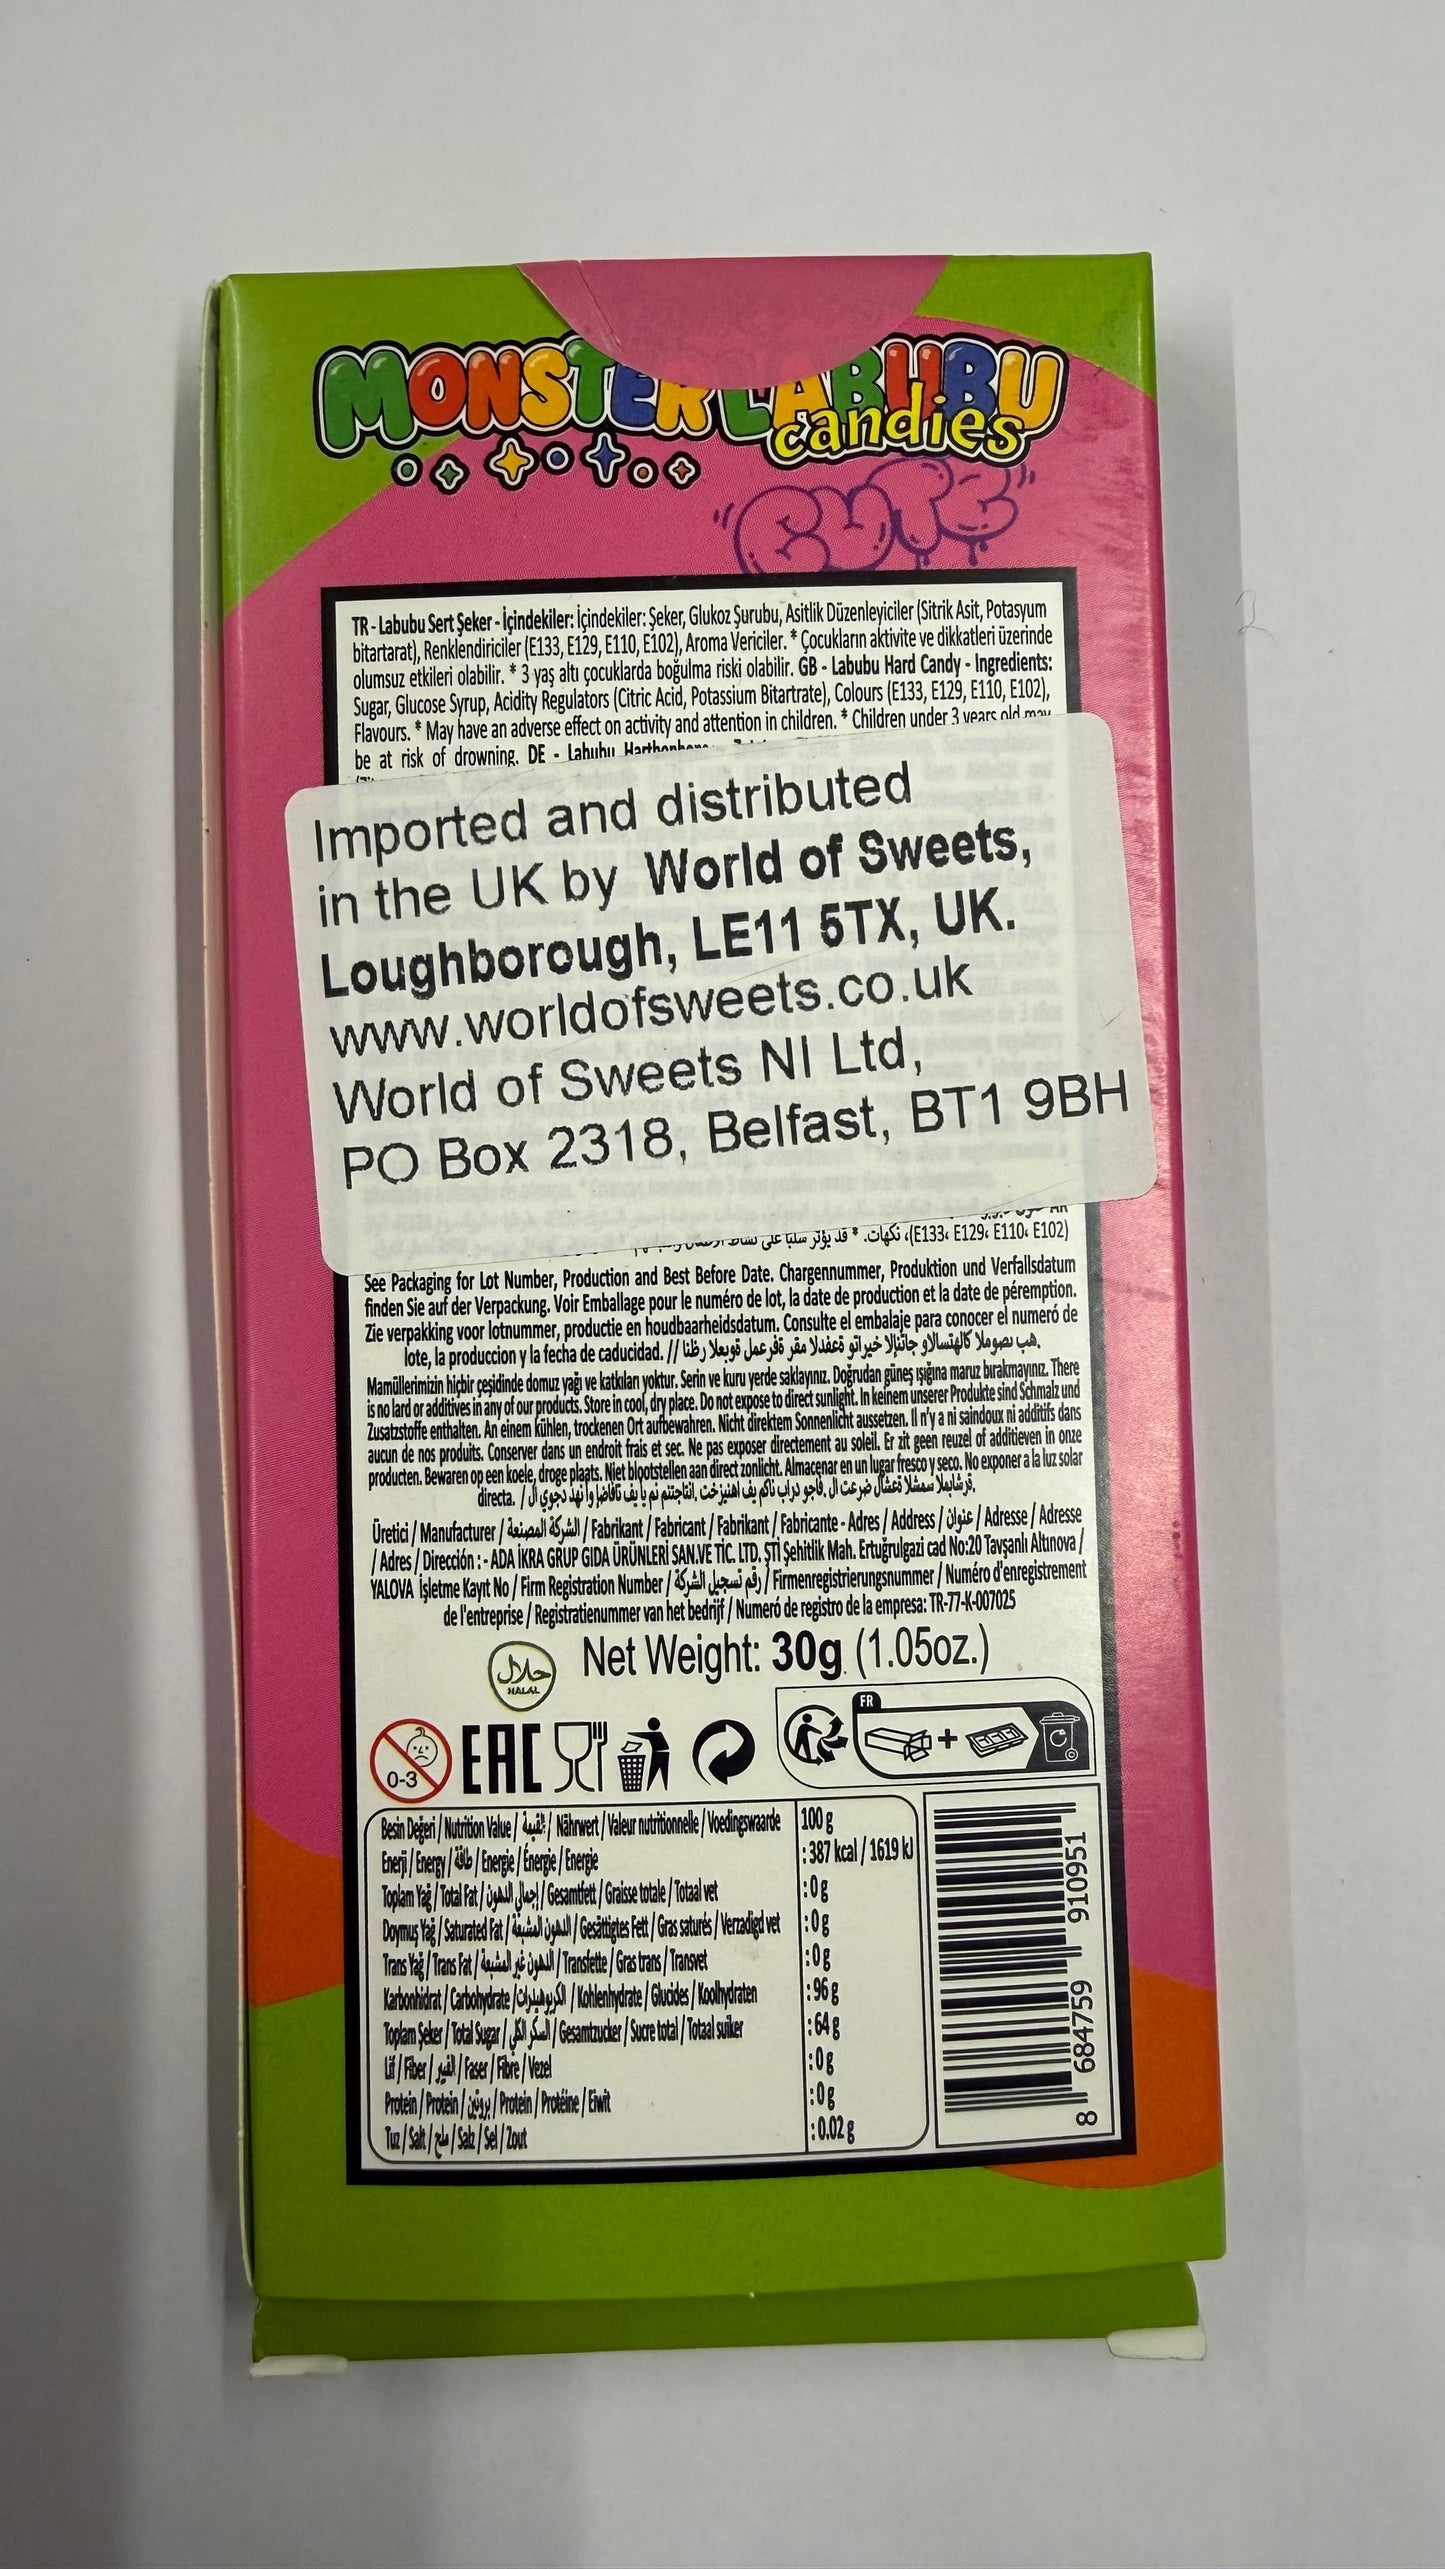 MONSTER LABUBU
candies
CUTE
TR - Labubu Sert Şeker - İçindekiler: İçindekiler: Şeker, Glukoz Şurubu, Asitlik Düzenleyiciler (Sitrik Asit, Potasyum
bitartarat), Renklendiriciler (E133, E129, E110, E102), Aroma Vericiler. * Çocukların aktivite ve dikkatleri üzerinde
olumsuz etkileri olabilir. * 3 yaş altı çocuklarda boğulma riski olabilir. GB - Labubu Hard Candy - Ingredients:
Sugar, Glucose Syrup, Acidity Regulators (Citric Acid, Potassium Bitartrate), Colours (E133, E129, E110, E102),
Flavours. * May have an adverse effect on activity and attention in children. * Children under 3 years old may
be at risk of drowning. DE - Labubu
Imported and distributed
in the UK by World of Sweets,
Loughborough, LE11 5TX, UK.
www.worldofsweets.co.uk
World of Sweets NI Ltd,
PO Box 2318, Belfast, BT1 9BH
(E133، E129، E110، E102)، نكهات. * قد يؤثر سلبا على نشاط
See Packaging for Lot Number, Production and Best Before Date. Chargennummer, Produktion und Verfallsdatum
finden Sie auf der Verpackung. Voir Emballage pour le numéro de lot, la date de production et la date de péremption.
Zie verpakking voor lotnummer, productie en houdbaarheidsdatum. Consulte el embalaje para conocer el numeró de
lote, la produccion y la fecha de caducidad. //
Mamüllerimizin hiçbir çeşidinde domuz yağı ve katkıları yoktur. Serin ve kuru yerde saklayınız. Doğrudan güneş ışığına maruz bırakmayınız. There
is no lard or additives in any of our products. Store in cool, dry place. Do not expose to direct sunlight. In keinem unserer Produkte sind Schmalz und
Zusatzstoffe enthalten. An einem kühlen, trockenen Ort aufbewahren. Nicht direktem Sonnenlicht aussetzen. Il n'y a ni saindoux ni additifs dans
aucun de nos produits. Conserver dans un endroit frais et sec. Ne pas exposer directement au soleil. Er zit geen reuzel of additieven in onze
producten. Bewaren op een koele, droge plaats. Niet blootstellen aan direct zonlicht. Almacenar en un lugar fresco y seco. No exponer a la luz solar
directa. /
Üretici / Manufacturer / الشركة المصنعة / Fabrikant / Fabricant / Fabrikant / Fabricante - Adres / Address / عنوان / Adresse / Adresse
/ Adres / Dirección : - ADA İKRA GRUP GIDA ÜRÜNLERİ SAN.VE TİC. LTD. ŞTİ Şehitlik Mah. Ertuğrulgazi cad No:20 Tavşanlı Altınova /
YALOVA İşletme Kayıt No / Firm Registration Number / رقم تسجيل الشركة / Firmenregistrierungsnummer / Numéro d'enregistrement
de l'entreprise / Registratienummer van het bedrijf / Numeró de registro de la empresa: TR-77-K-007025
حلال
HALAL
Net Weight: 30g (1.05oz.)
0-3
EAC
FR
+
Besin Değeri / Nutrition Value / القيمة / Nährwert / Valeur nutritionnelle / Voedingswaarde 100 g
Enerji / Energy / طاقة / Energie / Énergie / Energie : 387 kcal / 1619 kJ
Toplam Yağ / Total Fat / إجمالي الدهون / Gesamtfett / Graisse totale / Totaal vet : 0 g
Doymuş Yağ / Saturated Fat / الدهون المشبعة / Gesättigtes Fett / Gras saturés / Verzadigd vet : 0 g
Trans Yağ / Trans Fat / الدهون غير المشبعة / Transfette / Gras trans / Transvet : 0 g
Karbonhidrat / Carbohydrate / الكربوهيدرات / Kohlenhydrate / Glucides / Koolhydraten : 96 g
Toplam Şeker / Total Sugar / السكر الكلي / Gesamtzucker / Sucre total / Totaal suiker : 64 g
Lif / Fiber / الفيبر / Faser / Fibre / Vezel : 0 g
Protein / Protein / بروتين / Protein / Protéine / Eiwit : 0 g
Tuz / Salt / ملح / Salz / Sel / Zout : 0.02 g
8 684759 910951